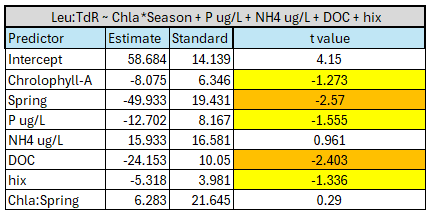 Leu:TdR ~ Chla*Season + P ug/L + NH4 ug/L + DOC + hix
Predictor Estimate Standard t value
Intercept 58.684 14.139 4.15
Chrolophyll-A -8.075 6.346 -1.273
Spring -49.933 19.431 -2.57
P ug/L -12.702 8.167 -1.555
NH4 ug/L 15.933 16.581 0.961
DOC -24.153 10.05 -2.403
hix -5.318 3.981 -1.336
Chla:Spring 6.283 21.645 0.29